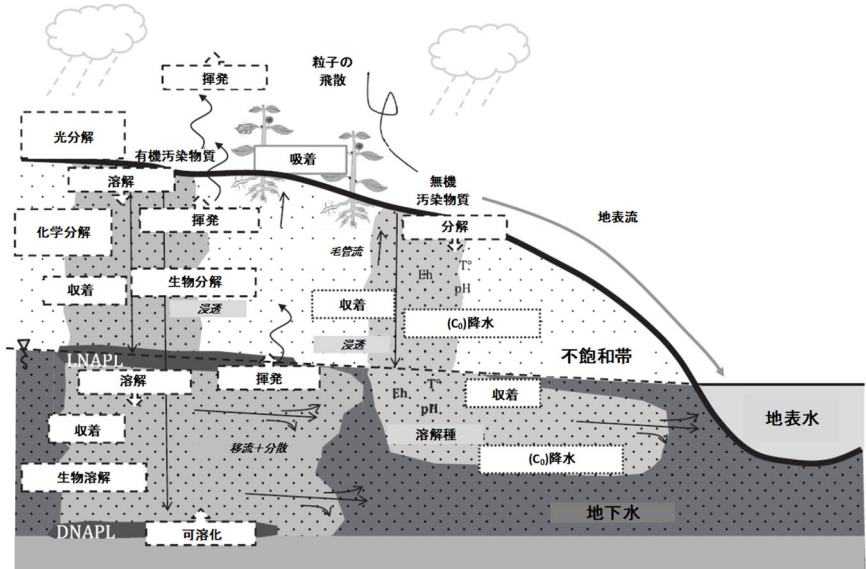 粒子の
飛散
揮発
光分解
有機汚染物質
吸着
溶解
無機
汚染物質
揮発
分解
地表流
化学分解
毛管流
Eh
T°
pH
生物分解
収着
収着
浸透
(C₀)降水
浸透
不飽和帯
LNAPL
溶解
揮発
Eh
T°
pH
収着
地表水
収着
溶解種
移流+分散
(C₀)降水
生物溶解
地下水
DNAPL
可溶化